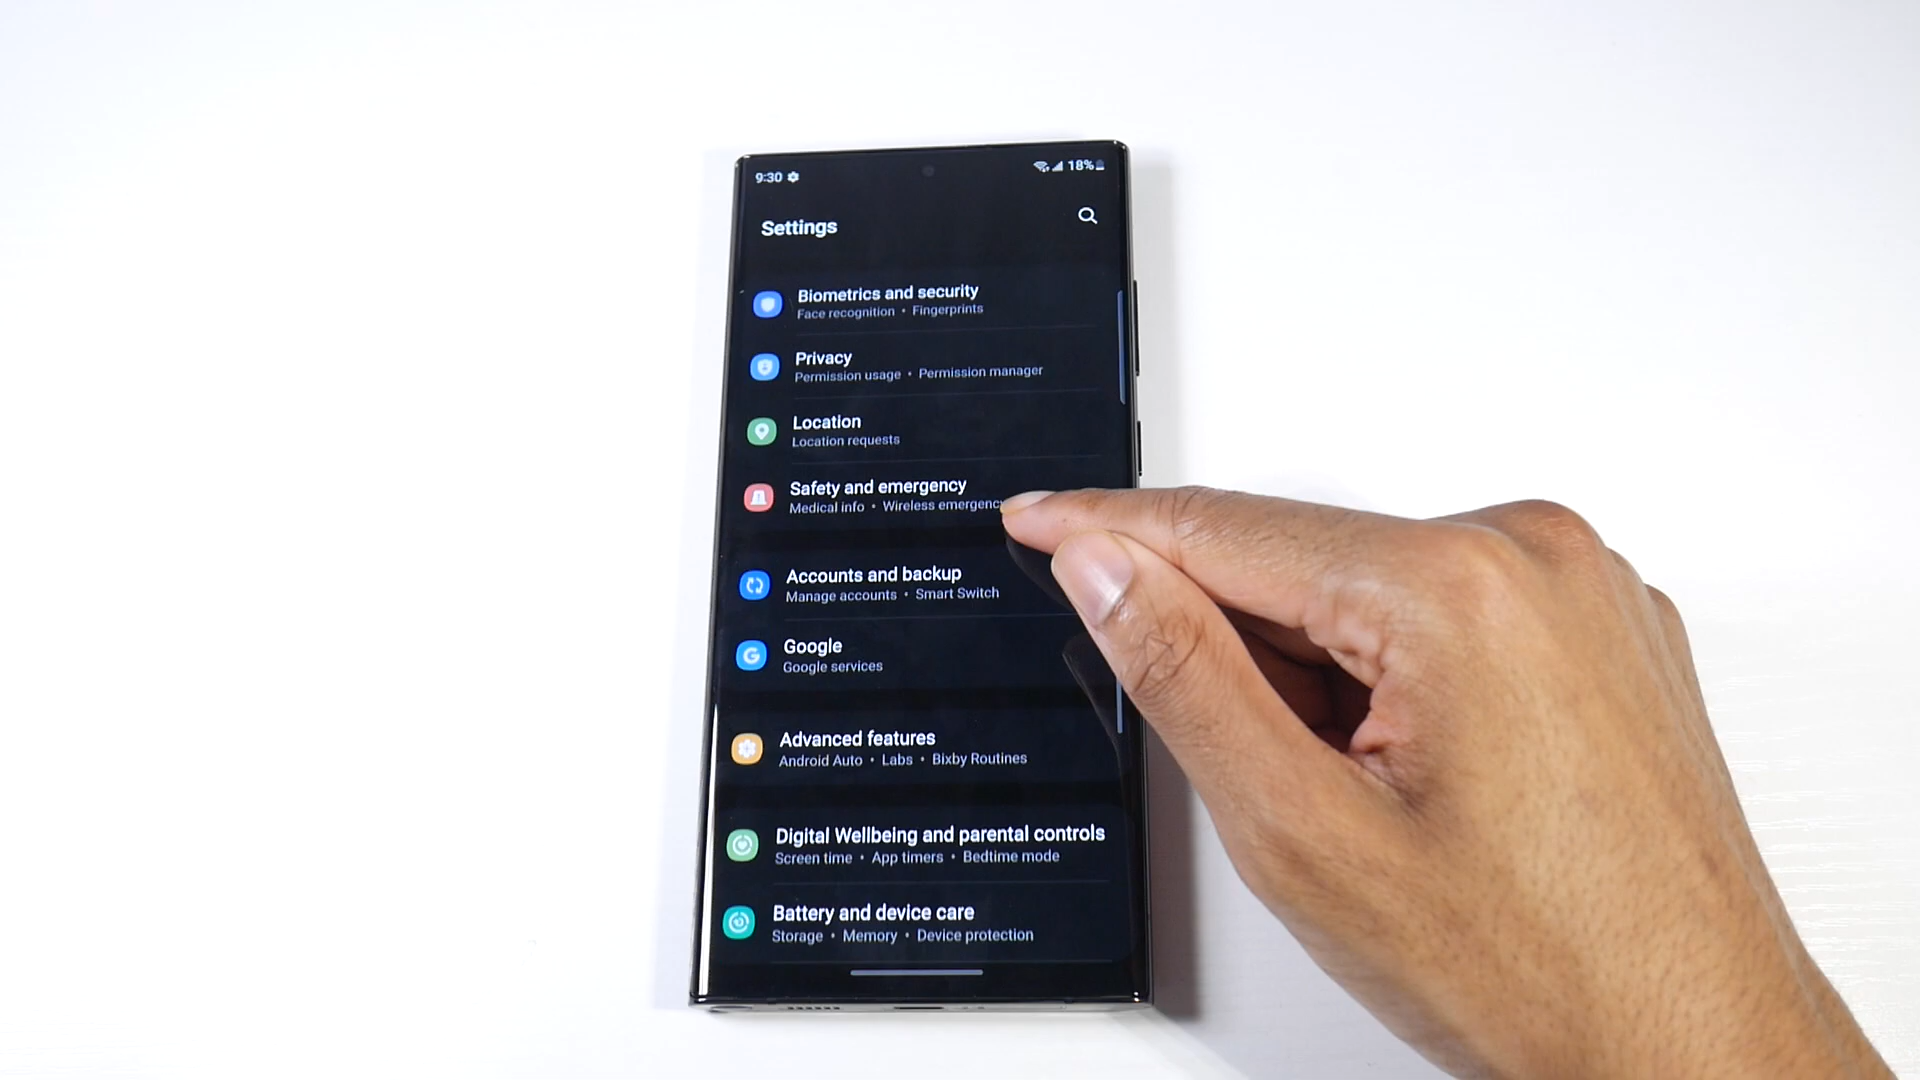 9:30
18%
Settings
Biometrics and security
Face recognition • Fingerprints
Privacy
Permission usage • Permission manager
Location
Location requests
Safety and emergency
Medical info • Wireless emergency
Accounts and backup
Manage accounts • Smart Switch
Google
Google services
Advanced features
Android Auto • Labs • Bixby Routines
Digital Wellbeing and parental controls
Screen time • App timers • Bedtime mode
Battery and device care
Storage • Memory • Device protection